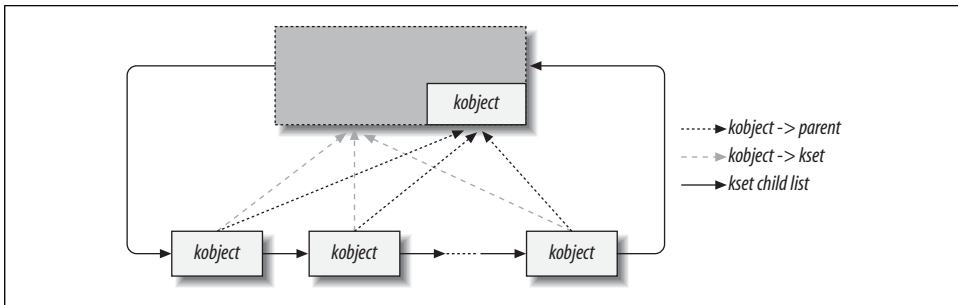 kobject
kobject -> parent
kobject -> kset
kset child list
kobject
kobject
kobject